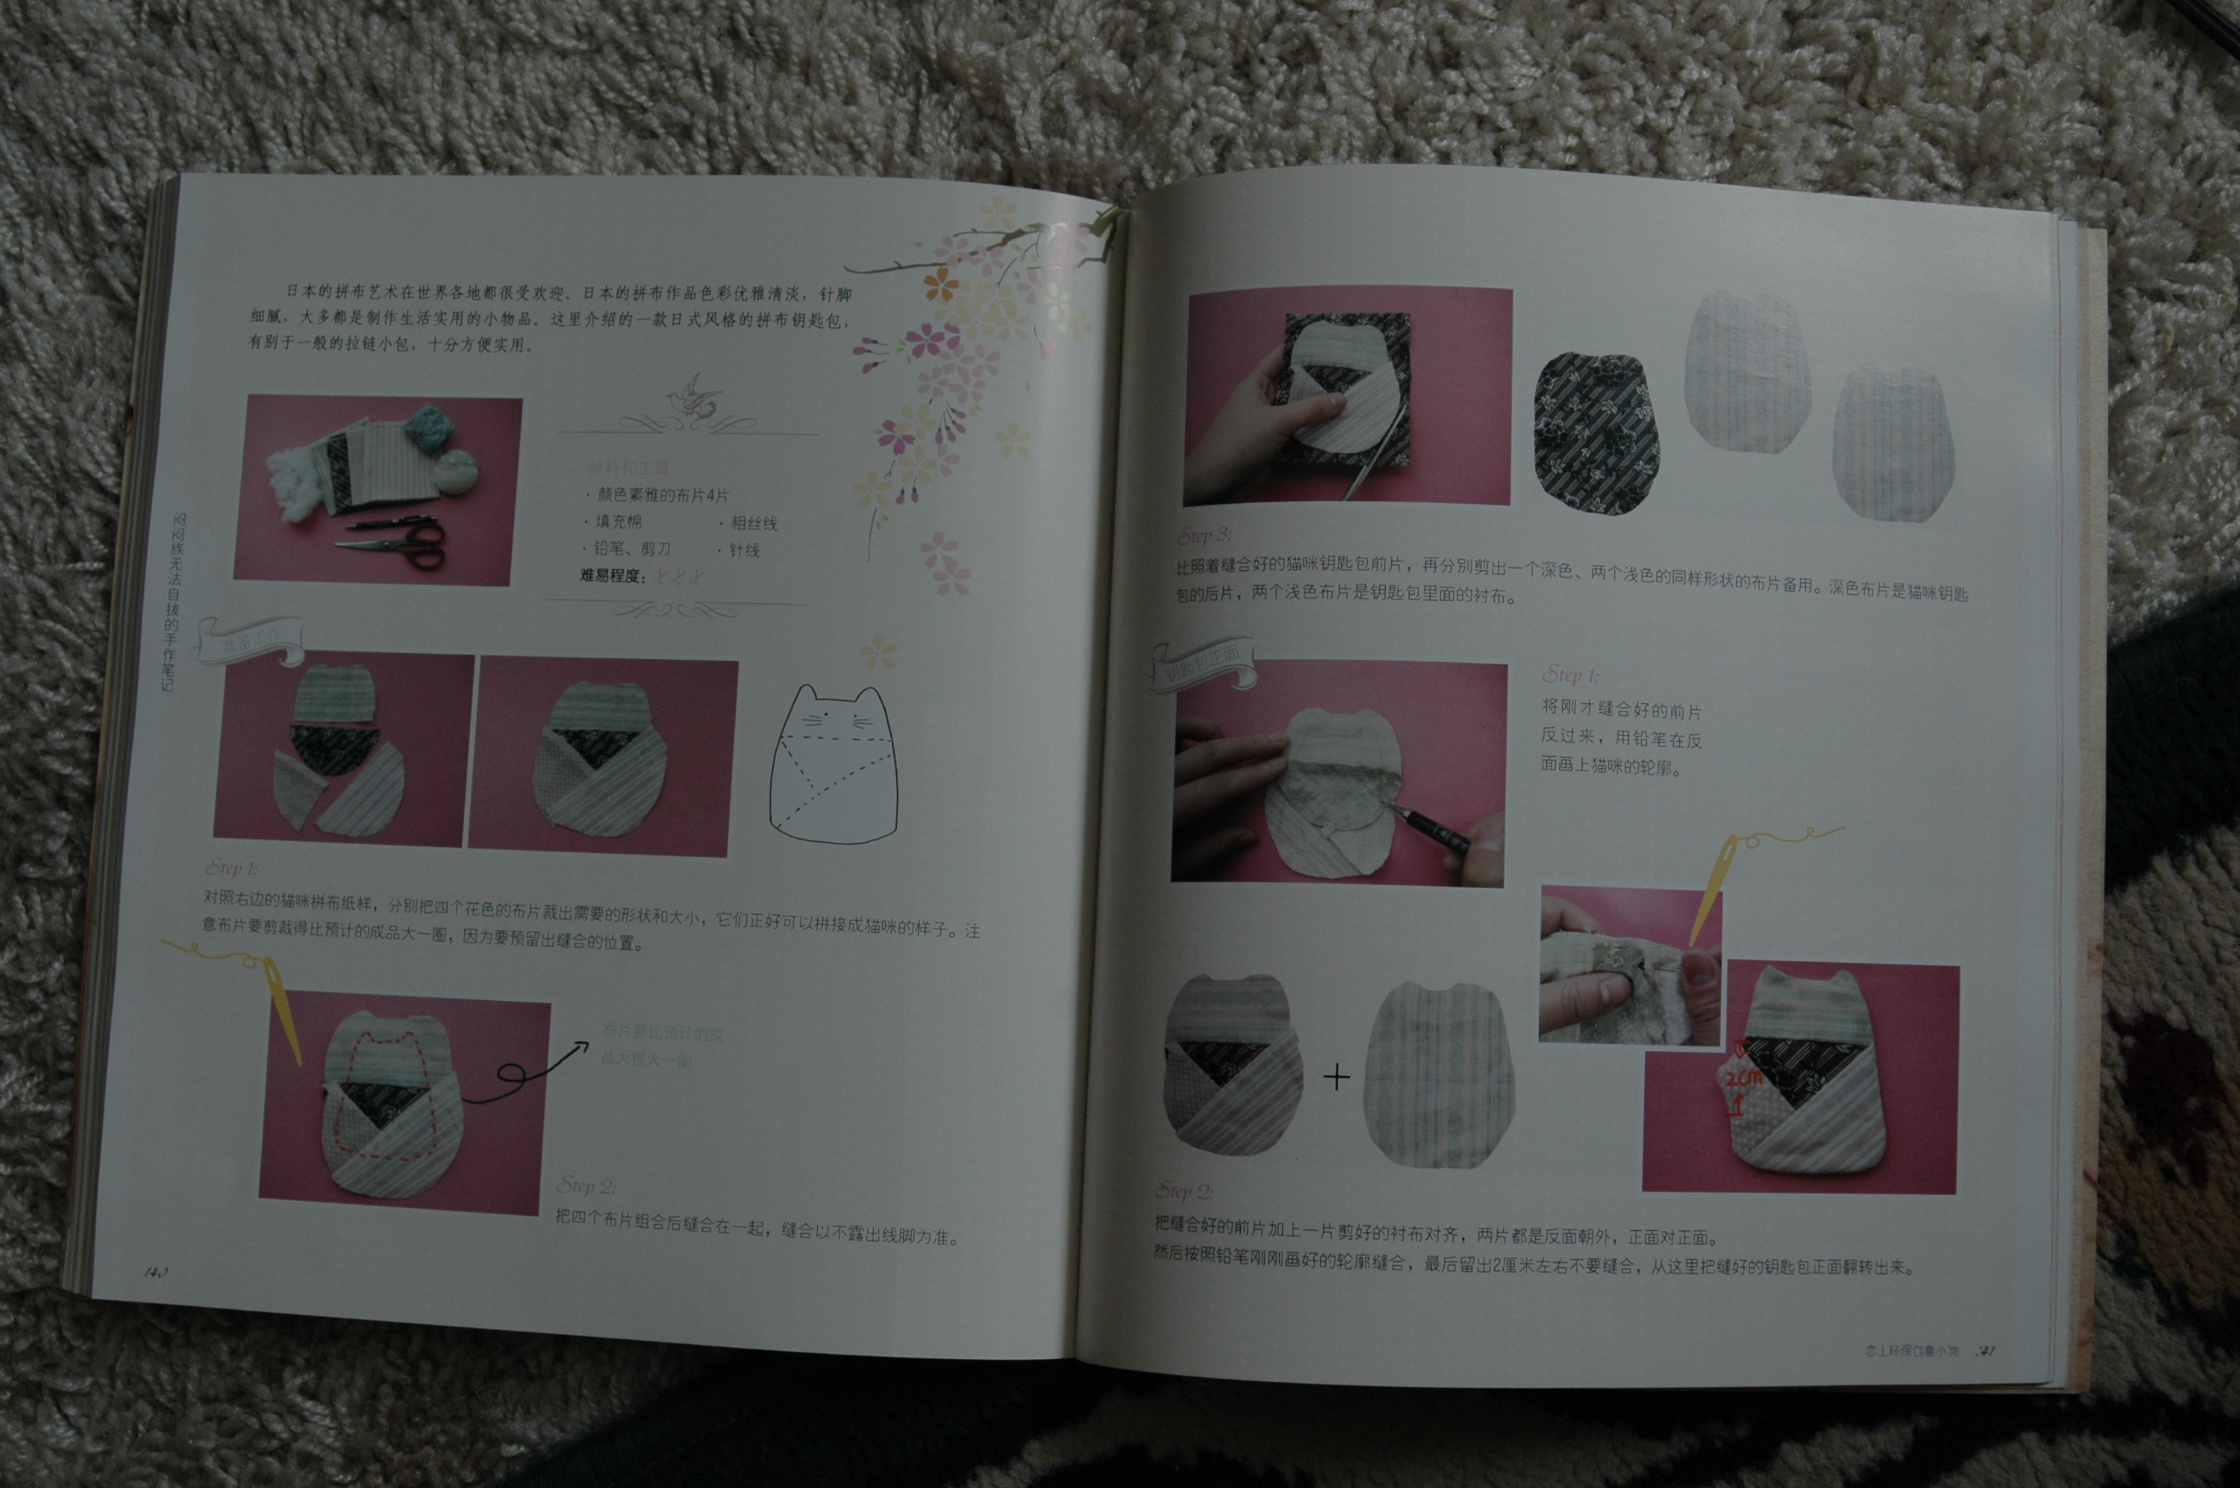 日本的拼布艺术在世界各地都很受欢迎。日本的拼布作品色彩优雅清淡，针脚
细腻，大多都是制作生活实用的小物品。这里介绍的一款日式风格的拼布钥匙包，
有别于一般的拉链小包，十分方便实用。
材料和工具
·颜色素雅的布片4片
·填充棉 ·粗丝线
·铅笔、剪刀 ·针线
难易程度：
闷闷族无法自拔的手作笔记
准备工作
Step 1:
对照右边的猫咪拼布纸样，分别把四个花色的布片裁出需要的形状和大小，它们正好可以拼接成猫咪的样子。注
意布片要剪裁得比预计的成品大一圈，因为要预留出缝合的位置。
布片要比预计的成
品大很大一圈
Step 2:
把四个布片组合后缝合在一起，缝合以不露出线脚为准。
140
Step 3:
比照着缝合好的猫咪钥匙包前片，再分别剪出一个深色、两个浅色的同样形状的布片备用。深色布片是猫咪钥匙
包的后片，两个浅色布片是钥匙包里面的衬布。
Step 1:
将刚才缝合好的前片
反过来，用铅笔在反
面画上猫咪的轮廓。
+
2cm
Step 2:
把缝合好的前片加上一片剪好的衬布对齐，两片都是反面朝外，正面对正面。
然后按照铅笔刚刚画好的轮廓缝合，最后留出2厘米左右不要缝合，从这里把缝好的钥匙包正面翻转出来。
恋上环保创意小物 141